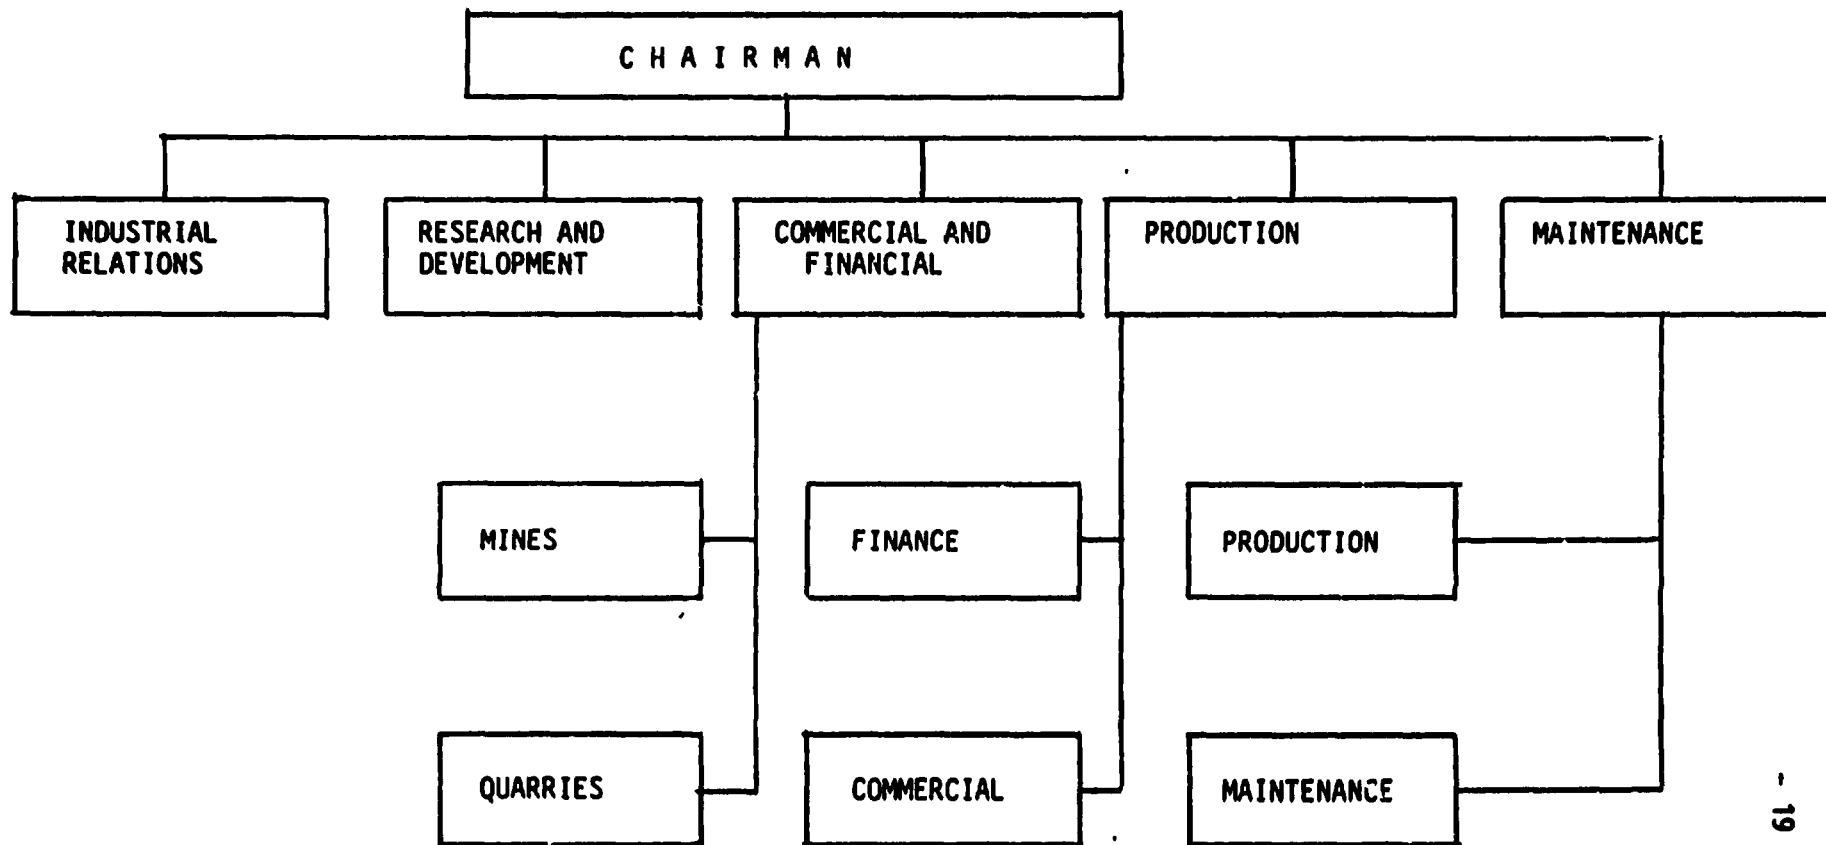 CHAIRMAN
INDUSTRIAL
RELATIONS
RESEARCH AND
DEVELOPMENT
COMMERCIAL AND
FINANCIAL
PRODUCTION
MAINTENANCE
MINES
FINANCE
PRODUCTION
QUARRIES
COMMERCIAL
MAINTENANCE
- 19